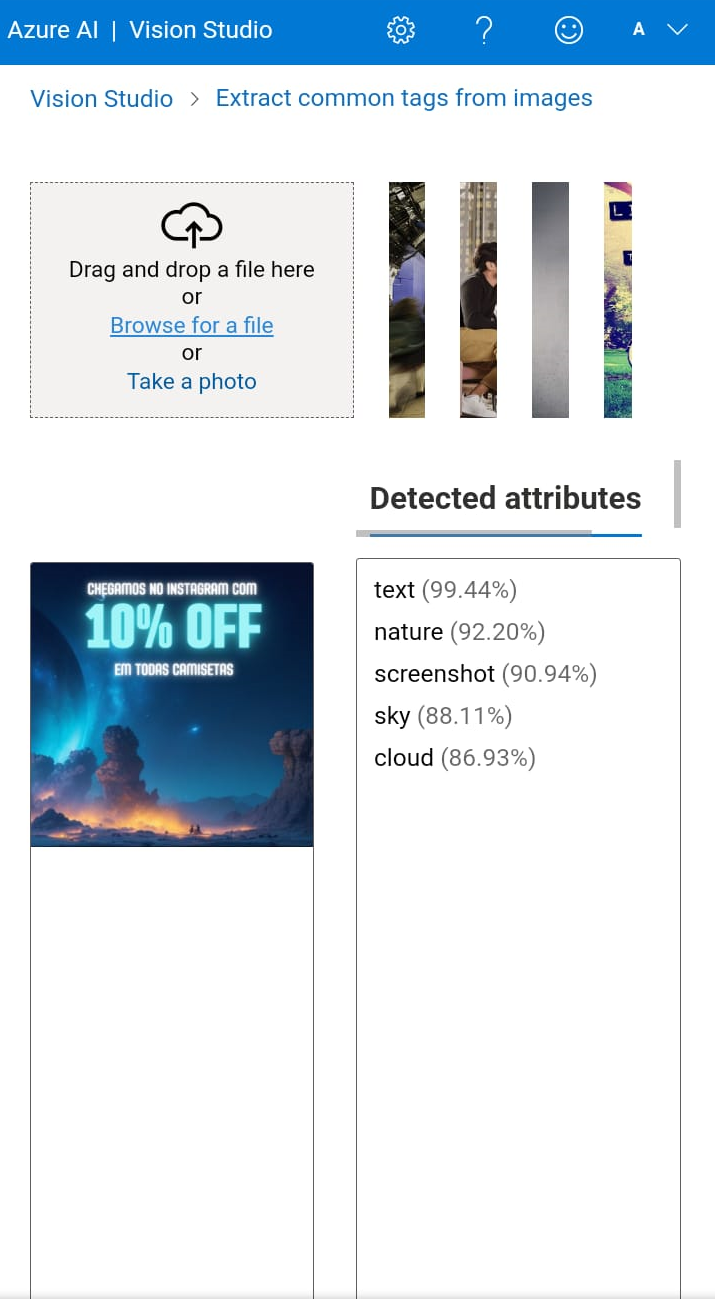 Azure AI | Vision Studio
A
Vision Studio > Extract common tags from images
Drag and drop a file here
or
Browse for a file
or
Take a photo
Detected attributes
CHEGAMOS NO INSTAGRAM COM
10% OFF
EM TODAS CAMISETAS
text (99.44%)
nature (92.20%)
screenshot (90.94%)
sky (88.11%)
cloud (86.93%)